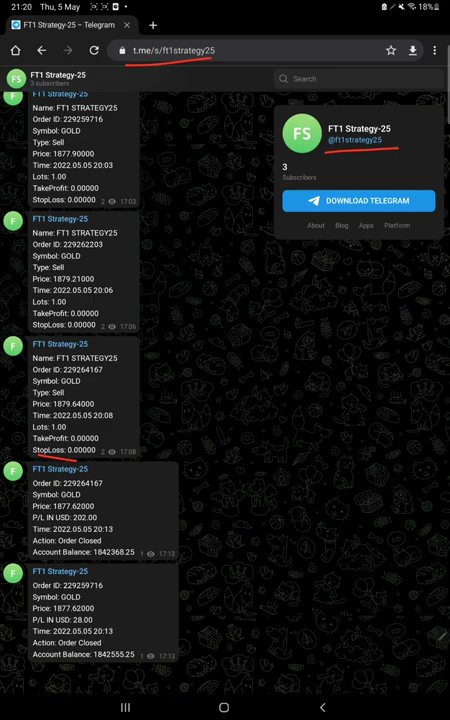 21:20 Thu, 5 May
18%
FT1 Strategy-25 – Telegram
t.me/s/ft1strategy25
FS
FT1 Strategy-25
3 subscribers
Search
F
FT1 Strategy-25
Name: FT1 STRATEGY25
Order ID: 229259716
Symbol: GOLD
Type: Sell
Price: 1877.90000
Time: 2022.05.05 20:03
Lots: 1.00
TakeProfit: 0.00000
StopLoss: 0.00000 2 17:03
F
FT1 Strategy-25
Name: FT1 STRATEGY25
Order ID: 229262203
Symbol: GOLD
Type: Sell
Price: 1879.21000
Time: 2022.05.05 20:06
Lots: 1.00
TakeProfit: 0.00000
StopLoss: 0.00000 2 17:06
F
FT1 Strategy-25
Name: FT1 STRATEGY25
Order ID: 229264167
Symbol: GOLD
Type: Sell
Price: 1879.64000
Time: 2022.05.05 20:08
Lots: 1.00
TakeProfit: 0.00000
StopLoss: 0.00000 2 17:08
F
FT1 Strategy-25
Order ID: 229264167
Symbol: GOLD
Price: 1877.62000
P/L IN USD: 202.00
Time: 2022.05.05 20:13
Action: Order Closed
Account Balance: 1842368.25 1 17:13
F
FT1 Strategy-25
Order ID: 229259716
Symbol: GOLD
Price: 1877.62000
P/L IN USD: 28.00
Time: 2022.05.05 20:13
Action: Order Closed
Account Balance: 1842555.25 1 17:13
FS
FT1 Strategy-25
@ft1strategy25
3
Subscribers
DOWNLOAD TELEGRAM
About Blog Apps Platform